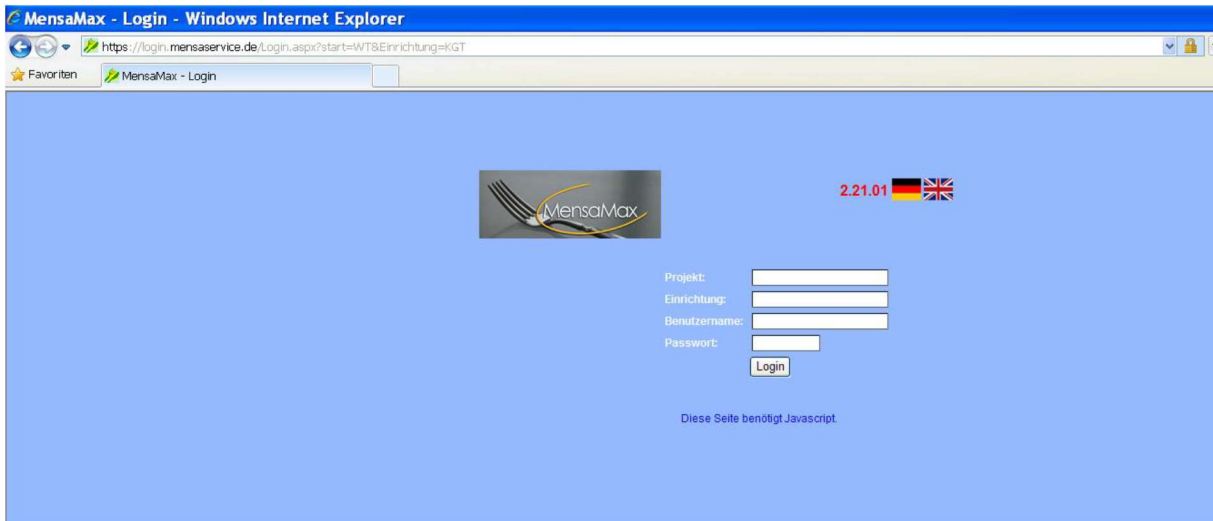 MensaMax - Login - Windows Internet Explorer
https://login.mensaservice.de/Login.aspx?start=WT&Einrichtung=KGT
Favoriten MensaMax - Login
MensaMax
2.21.01
Projekt:
Einrichtung:
Benutzername:
Passwort:
Login
Diese Seite benötigt Javascript.